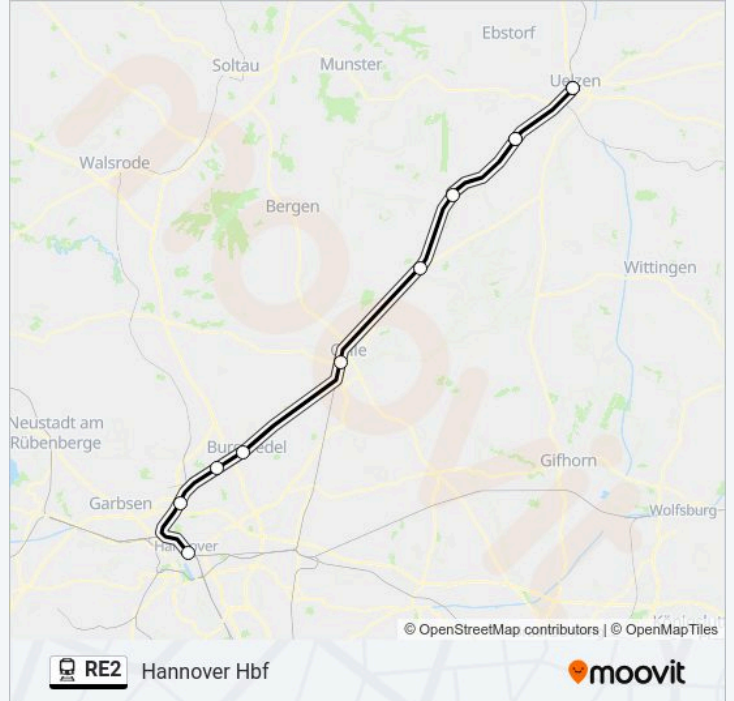 Ebstorf
Soltau
Munster
Uelzen
Walsrode
Bergen
Wittingen
Celle
Neustadt am
Rübenberge
Burgwedel
Gifhorn
Garbsen
Wolfsburg
Hannover
© OpenStreetMap contributors | © OpenMapTiles
RE2 Hannover Hbf
moovit